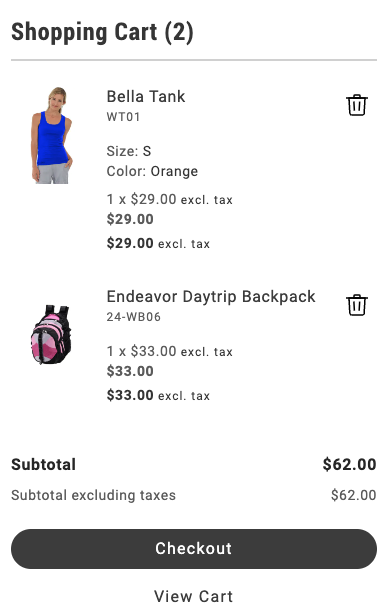 Shopping Cart (2)
Bella Tank
WT01
Size: S
Color: Orange
1 x $29.00 excl. tax
$29.00
$29.00 excl. tax
Endeavor Daytrip Backpack
24-WB06
1 x $33.00 excl. tax
$33.00
$33.00 excl. tax
Subtotal $62.00
Subtotal excluding taxes $62.00
Checkout
View Cart